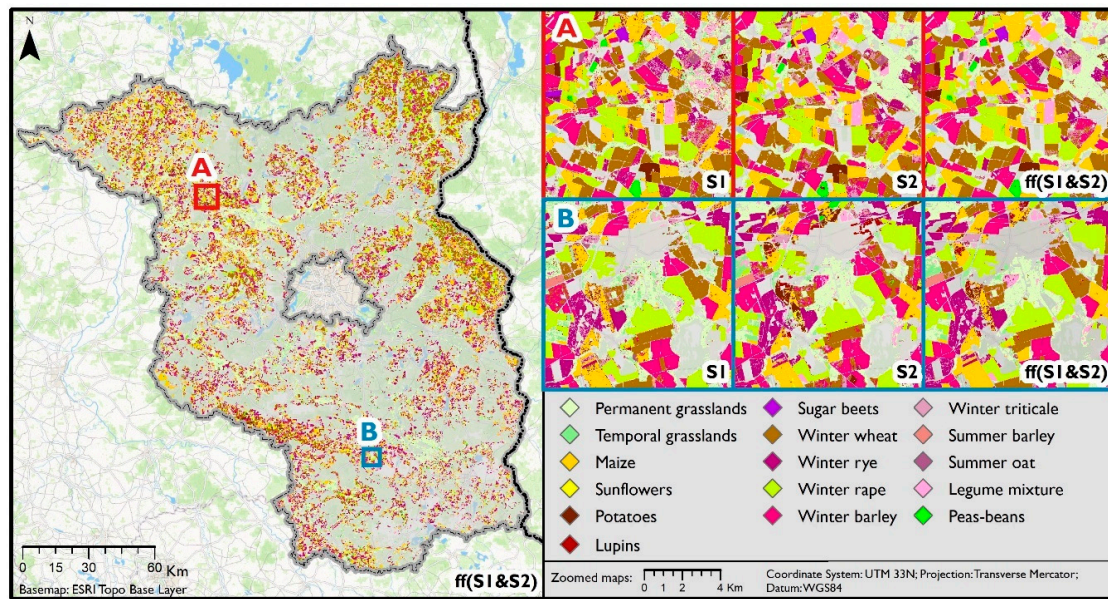 N
A
B
0 30 60
Km
Basemap: ESRI Topo Base Layer
ff(S1&S2)
A
S1
S2
ff(S1&S2)
B
S1
S2
ff(S1&S2)
Permanent grasslands
Temporal grasslands
Maize
Sunflowers
Potatoes
Lupins
Sugar beets
Winter wheat
Winter rye
Winter rape
Winter barley
Winter triticale
Summer barley
Summer oat
Legume mixture
Peas-beans
Zoomed maps:
0 1 2 4 Km
Coordinate System: UTM 33N; Projection: Transverse Mercator;
Datum: WGS84